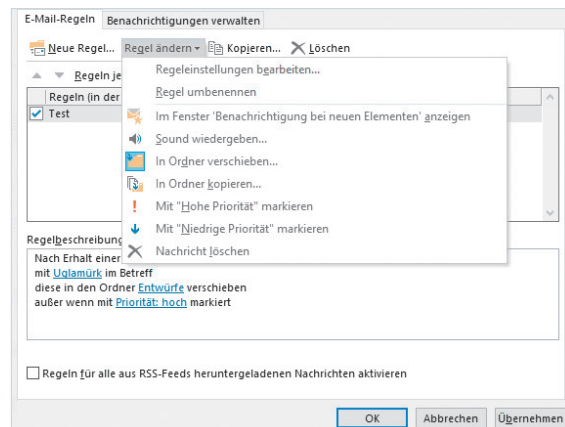 E-Mail-Regeln Benachrichtigungen verwalten
Neue Regel... Regel ändern Kopieren... Löschen
Regeln je
Regeln (in der
Test
Regeleinstellungen bearbeiten...
Regel umbenennen
Im Fenster 'Benachrichtigung bei neuen Elementen' anzeigen
Sound wiedergeben...
In Ordner verschieben...
In Ordner kopieren...
Mit "Hohe Priorität" markieren
Mit "Niedrige Priorität" markieren
Nachricht löschen
Regelbeschreibung
Nach Erhalt einer
mit Uglamürk im Betreff
diese in den Ordner Entwürfe verschieben
außer wenn mit Priorität: hoch markiert
Regeln für alle aus RSS-Feeds heruntergeladenen Nachrichten aktivieren
OK Abbrechen Übernehmen